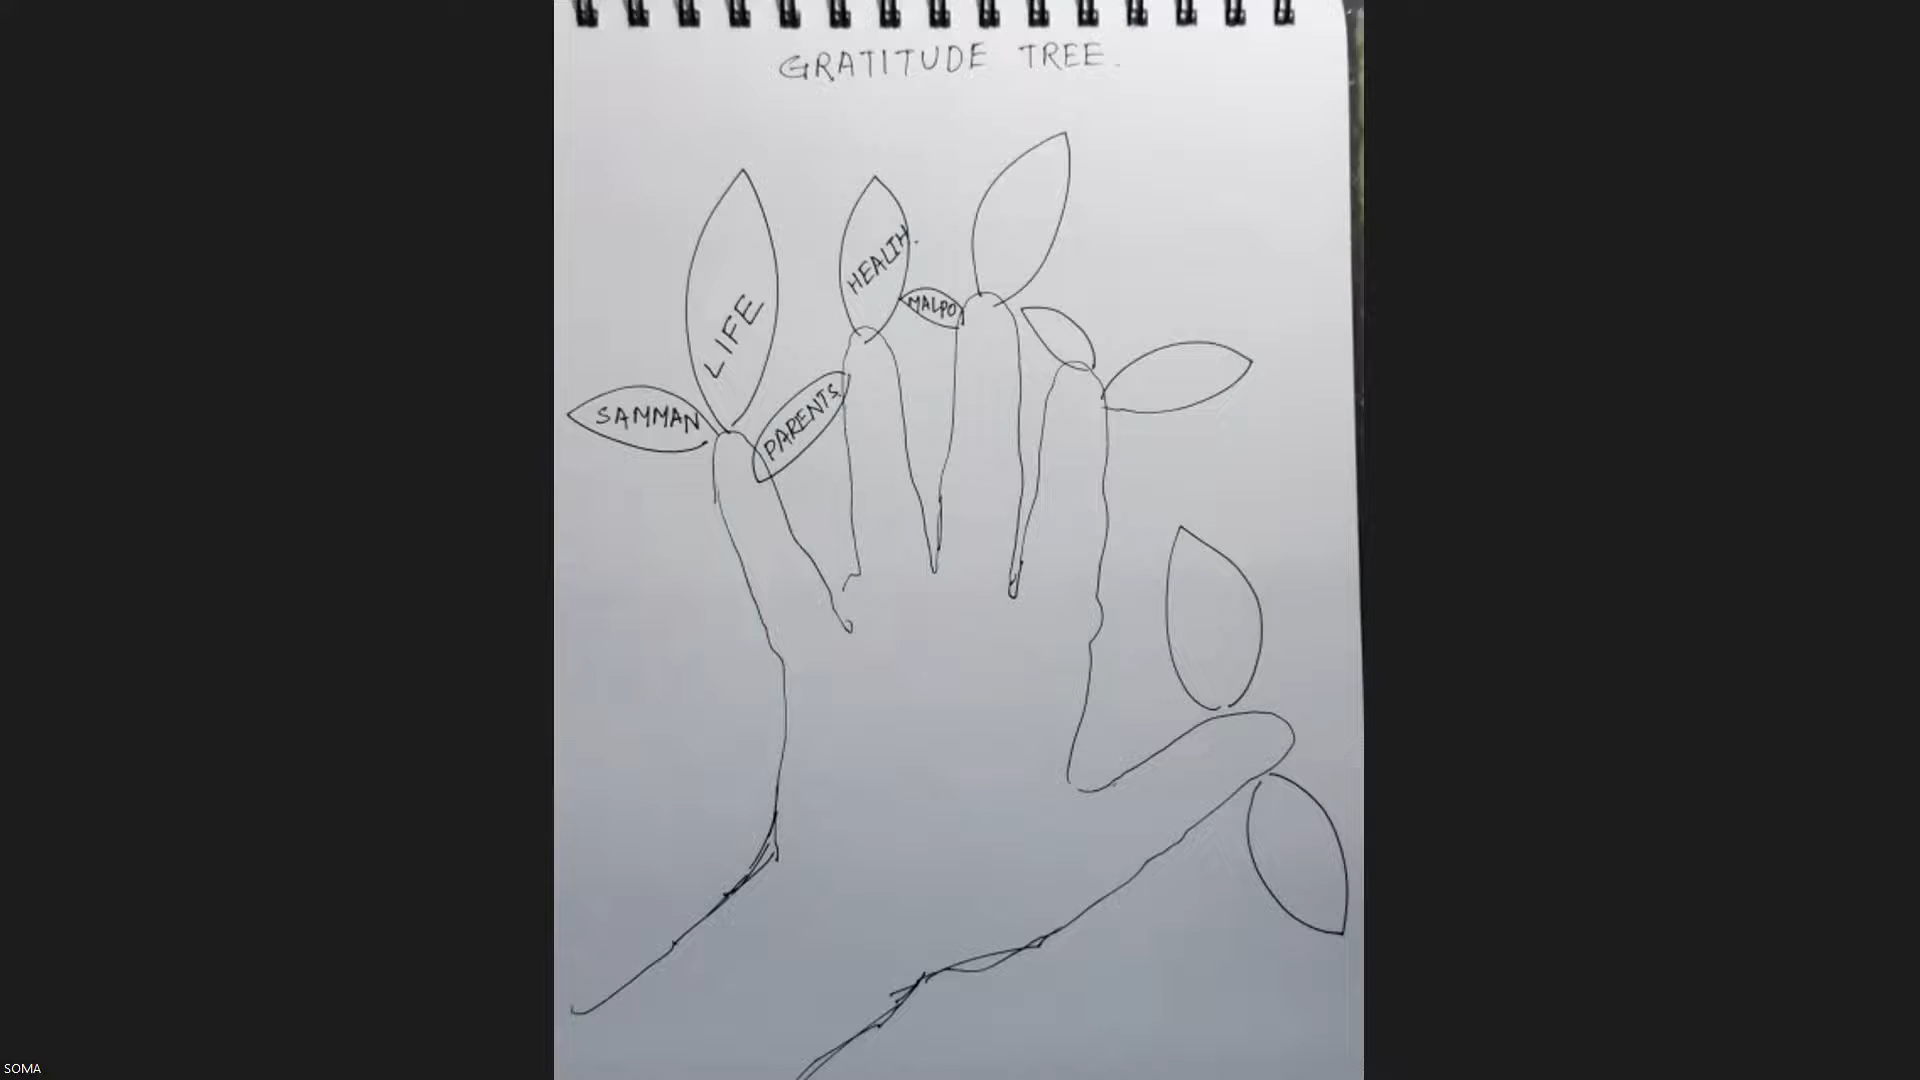 GRATITUDE TREE.
LIFE
HEALTH.
MALPO
SAMMAN
PARENTS.
SOMA